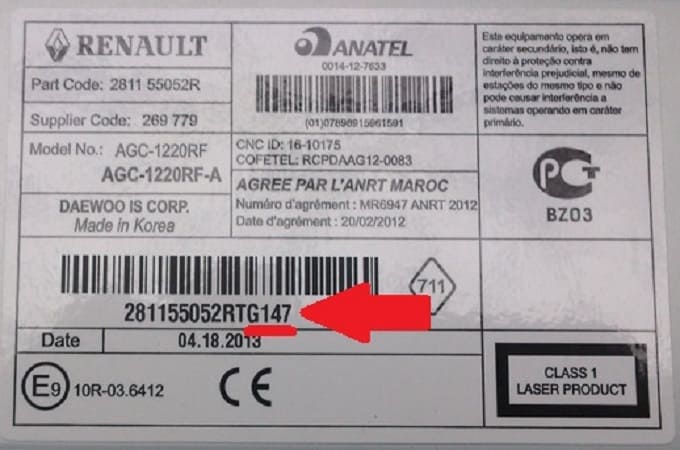 RENAULT
Part Code: 2811 55052R
Supplier Code: 269 779
Model No.: AGC-1220RF
AGC-1220RF-A
DAEWOO IS CORP.
Made in Korea
ANATEL
0014-12-7633
(01)07898915661591
CNC ID: 16-10175
COFETEL: RCPDAAG12-0083
AGREE PAR L'ANRT MAROC
Numéro d'agrément : MR6947 ANRT 2012
Date d'agrément : 20/02/2012
Este equipamento opera em
caráter secundário, isto é, não tem
direito à proteção contra
interferência prejudicial, mesmo de
estações do mesmo tipo e não
pode causar interferência a
sistemas operando em caráter
primário.
PCT
BZ03
281155052RTG147
711
Date 04.18.2013
E9 10R-03.6412
CE
CLASS 1
LASER PRODUCT